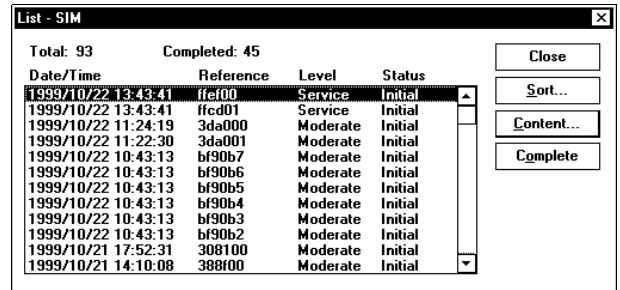 List - SIM
Total: 93 Completed: 45
Date/Time Reference Level Status
1999/10/22 13:43:41 ffef00 Service Initial
1999/10/22 13:43:41 ffcd01 Service Initial
1999/10/22 11:24:19 3da000 Moderate Initial
1999/10/22 11:22:30 3da001 Moderate Initial
1999/10/22 10:43:13 bf90b7 Moderate Initial
1999/10/22 10:43:13 bf90b6 Moderate Initial
1999/10/22 10:43:13 bf90b5 Moderate Initial
1999/10/22 10:43:13 bf90b4 Moderate Initial
1999/10/22 10:43:13 bf90b3 Moderate Initial
1999/10/22 10:43:13 bf90b2 Moderate Initial
1999/10/21 17:52:31 308100 Moderate Initial
1999/10/21 14:10:08 388f00 Moderate Initial
Close
Sort...
Content...
Complete